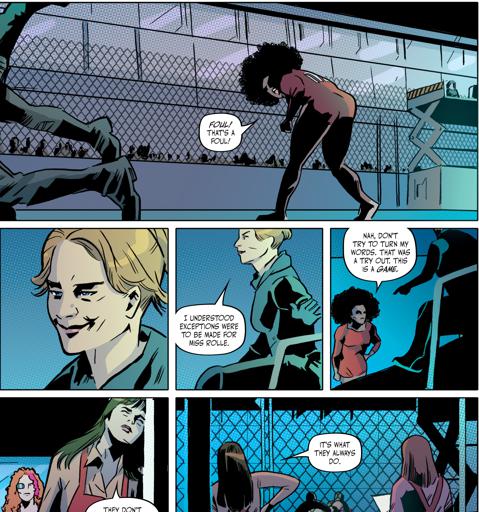 FOUL!
THAT'S A
FOUL!
I UNDERSTOOD
EXCEPTIONS WERE
TO BE MADE FOR
MISS ROLLE.
NAH, DON'T
TRY TO TURN MY
WORDS. THAT WAS
A TRY OUT. THIS
IS A GAME.
THEY DON'T
IT'S WHAT
THEY ALWAYS
DO.